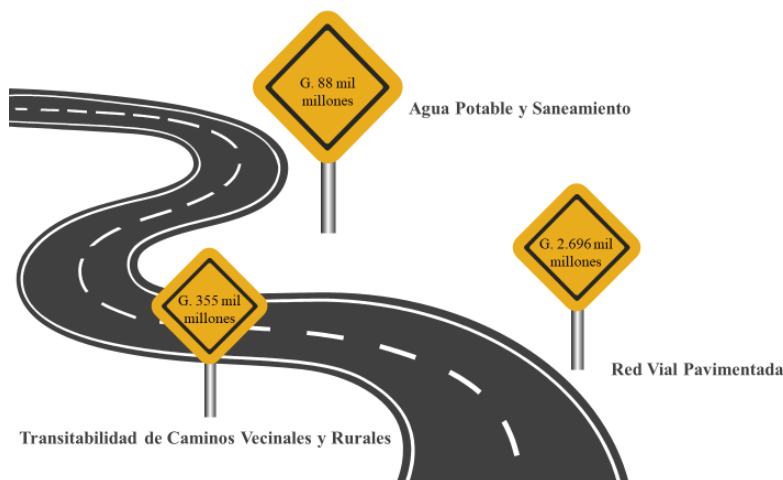 G. 88 mil
millones
Agua Potable y Saneamiento
G. 2.696 mil
millones
Red Vial Pavimentada
G. 355 mil
millones
Transitabilidad de Caminos Vecinales y Rurales